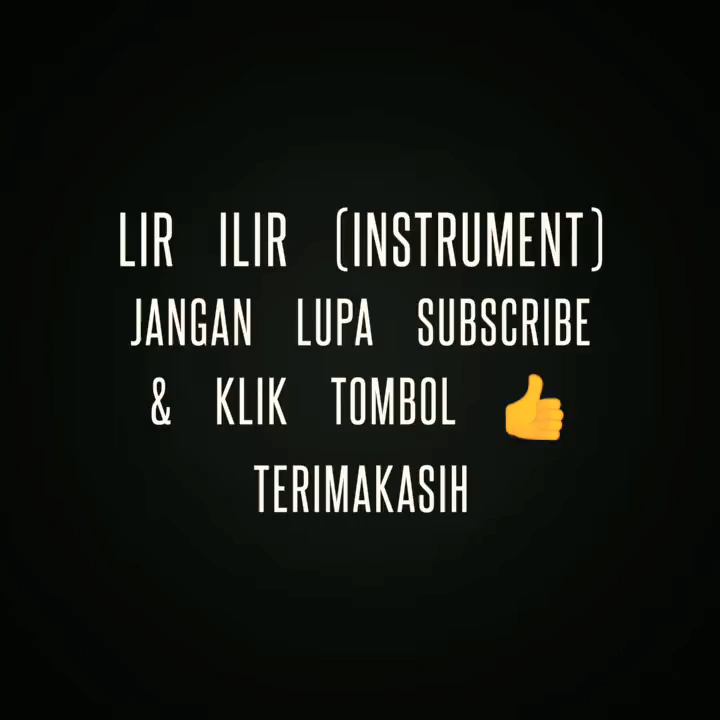 LIR ILIR (INSTRUMENT)
JANGAN LUPA SUBSCRIBE
& KLIK TOMBOL 👍
TERIMAKASIH